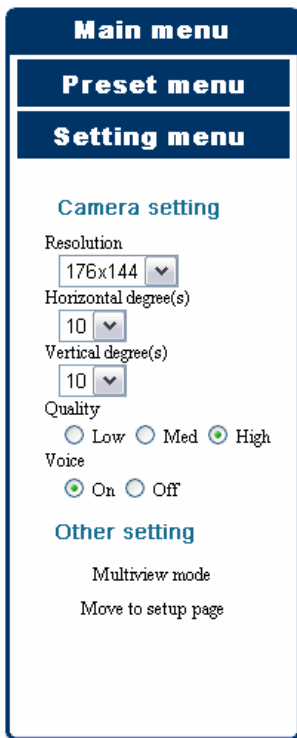 Main menu
Preset menu
Setting menu
Camera setting
Resolution
176x144
Horizontal degree(s)
10
Vertical degree(s)
10
Quality
Low Med High
Voice
On Off
Other setting
Multiview mode
Move to setup page